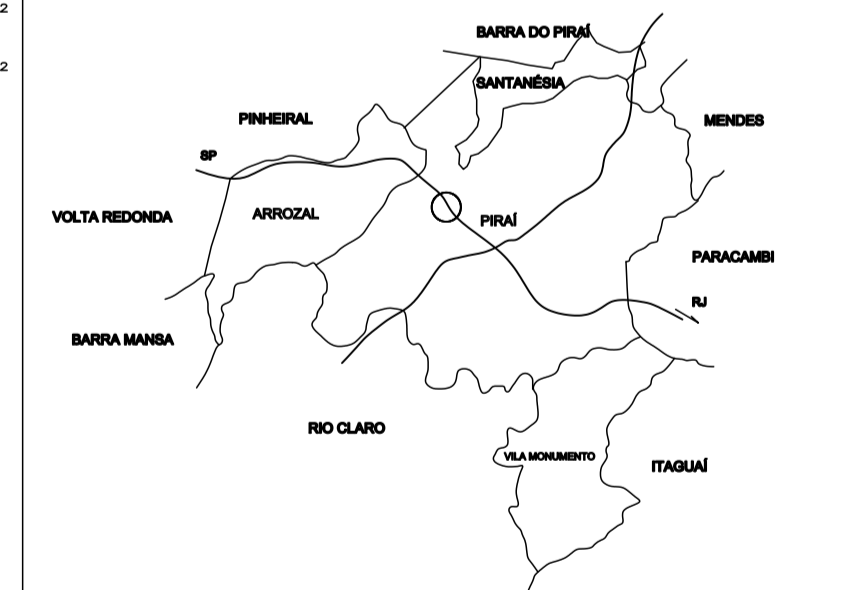 2
BARRA DO PIRAÍ
2
SANTANÉSIA
PINHEIRAL
MENDES
SP
ARROZAL
VOLTA REDONDA
PIRAÍ
PARACAMBI
RJ
BARRA MANSA
RIO CLARO
VILA MONUMENTO
ITAGUAÍ